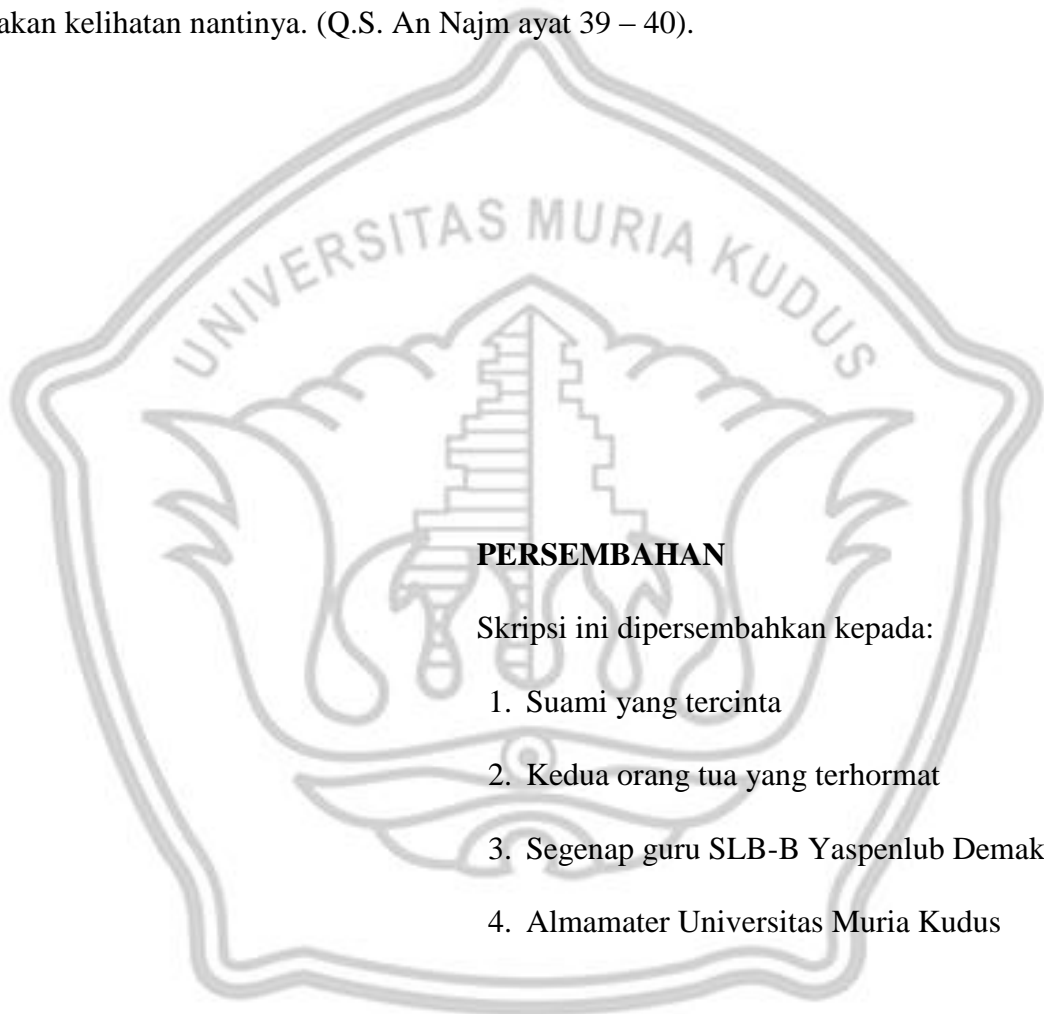 akan kelihatan nantinya. (Q.S. An Najm ayat 39 – 40).
UNIVERSITAS MURIA KUDUS
PERSEMBAHAN
Skripsi ini dipersembahkan kepada:
1. Suami yang tercinta
2. Kedua orang tua yang terhormat
3. Segenap guru SLB-B Yaspenlub Demak
4. Almamater Universitas Muria Kudus